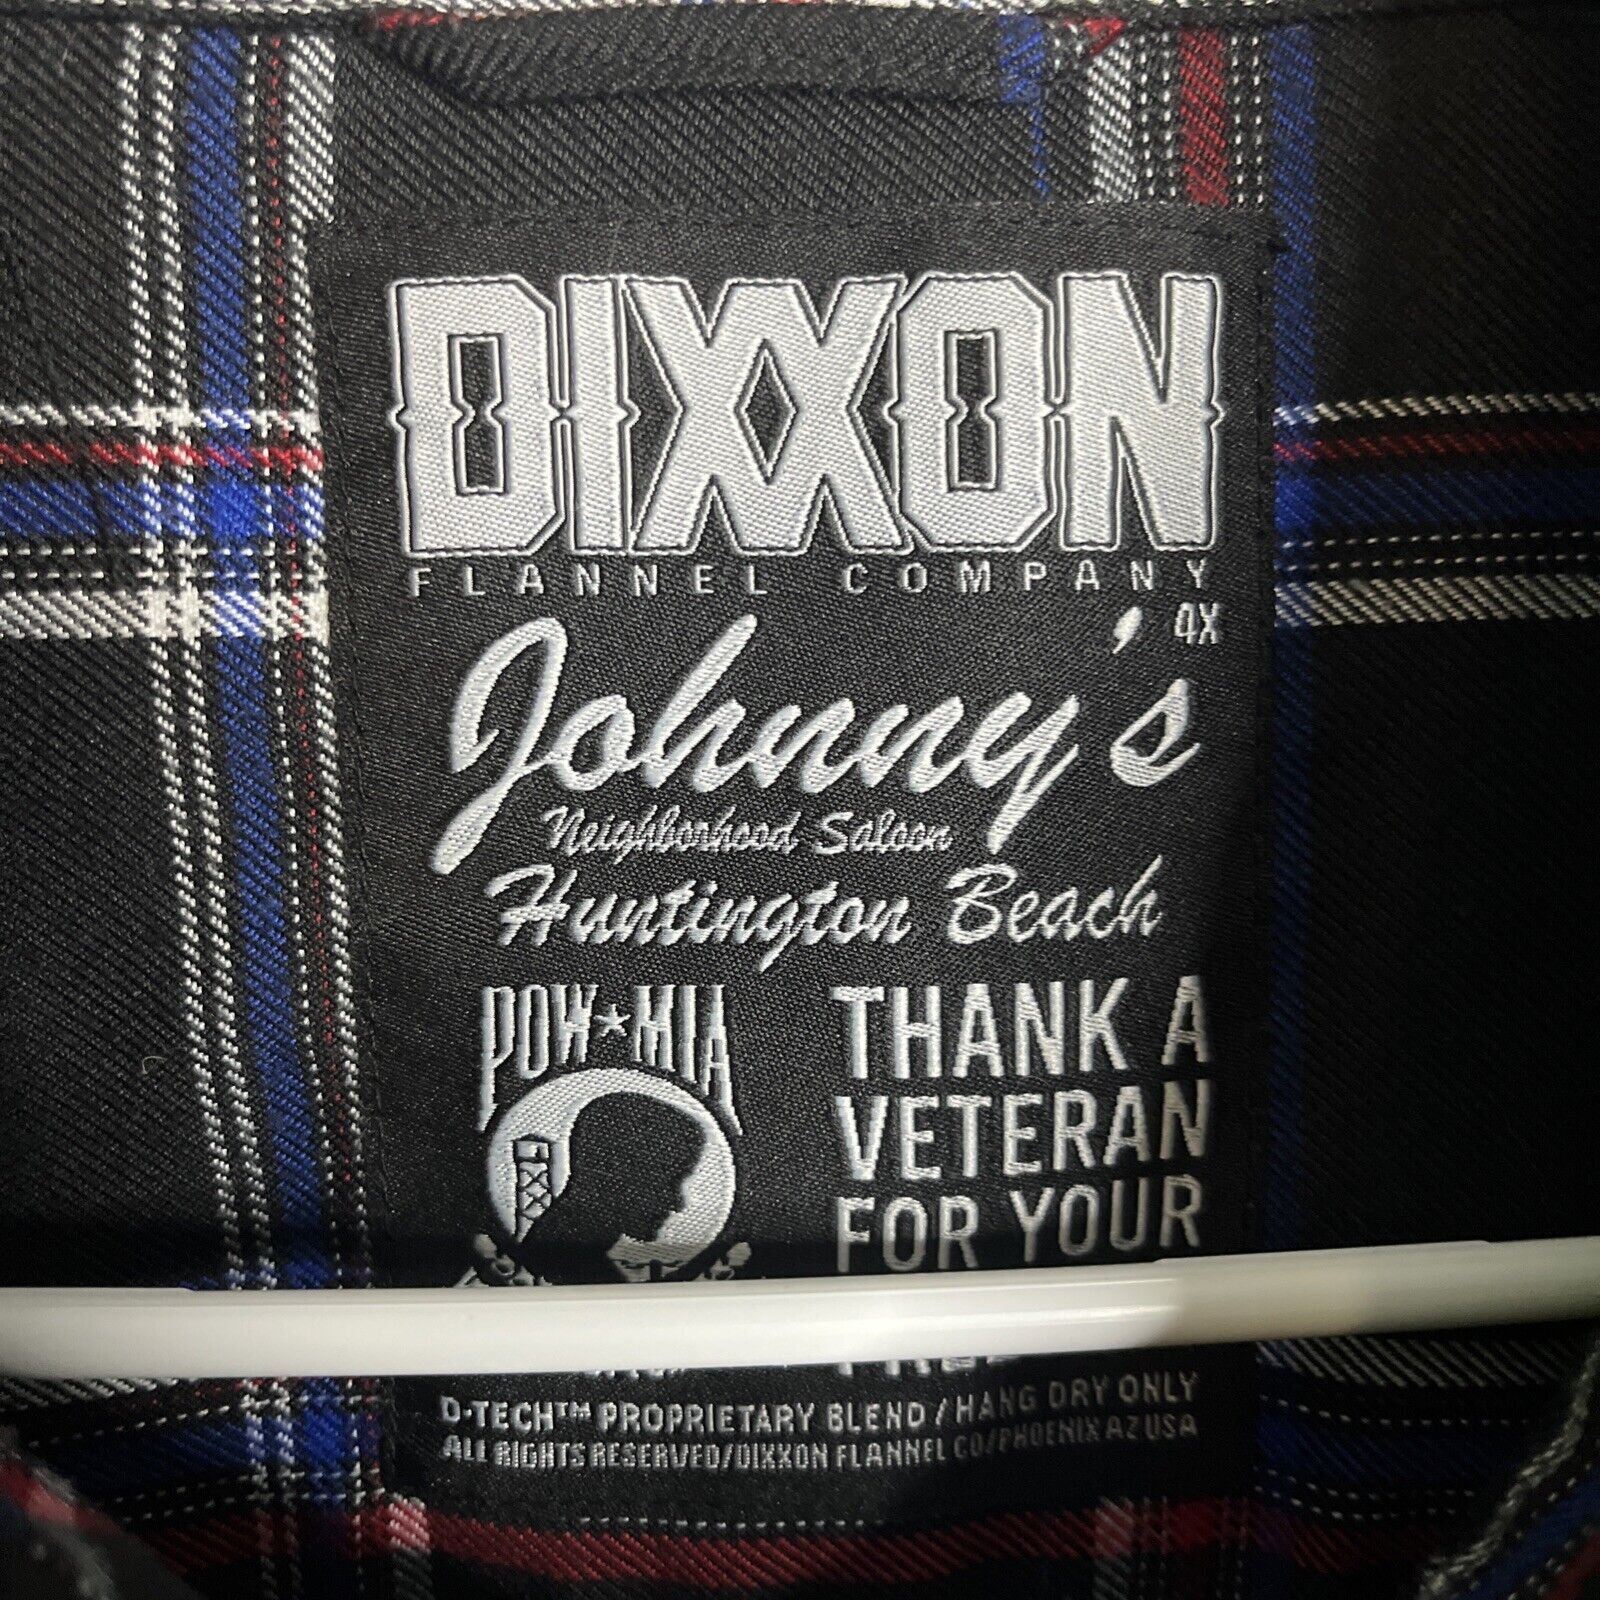 DIXXON
FLANNEL COMPANY
4X
Johnny's
Neighborhood Saloon
Huntington Beach
POW★MIA
THANK A
VETERAN
FOR YOUR
D-TECH™ PROPRIETARY BLEND / HANG DRY ONLY
ALL RIGHTS RESERVED/DIXXON FLANNEL CO/PHOENIX AZ USA